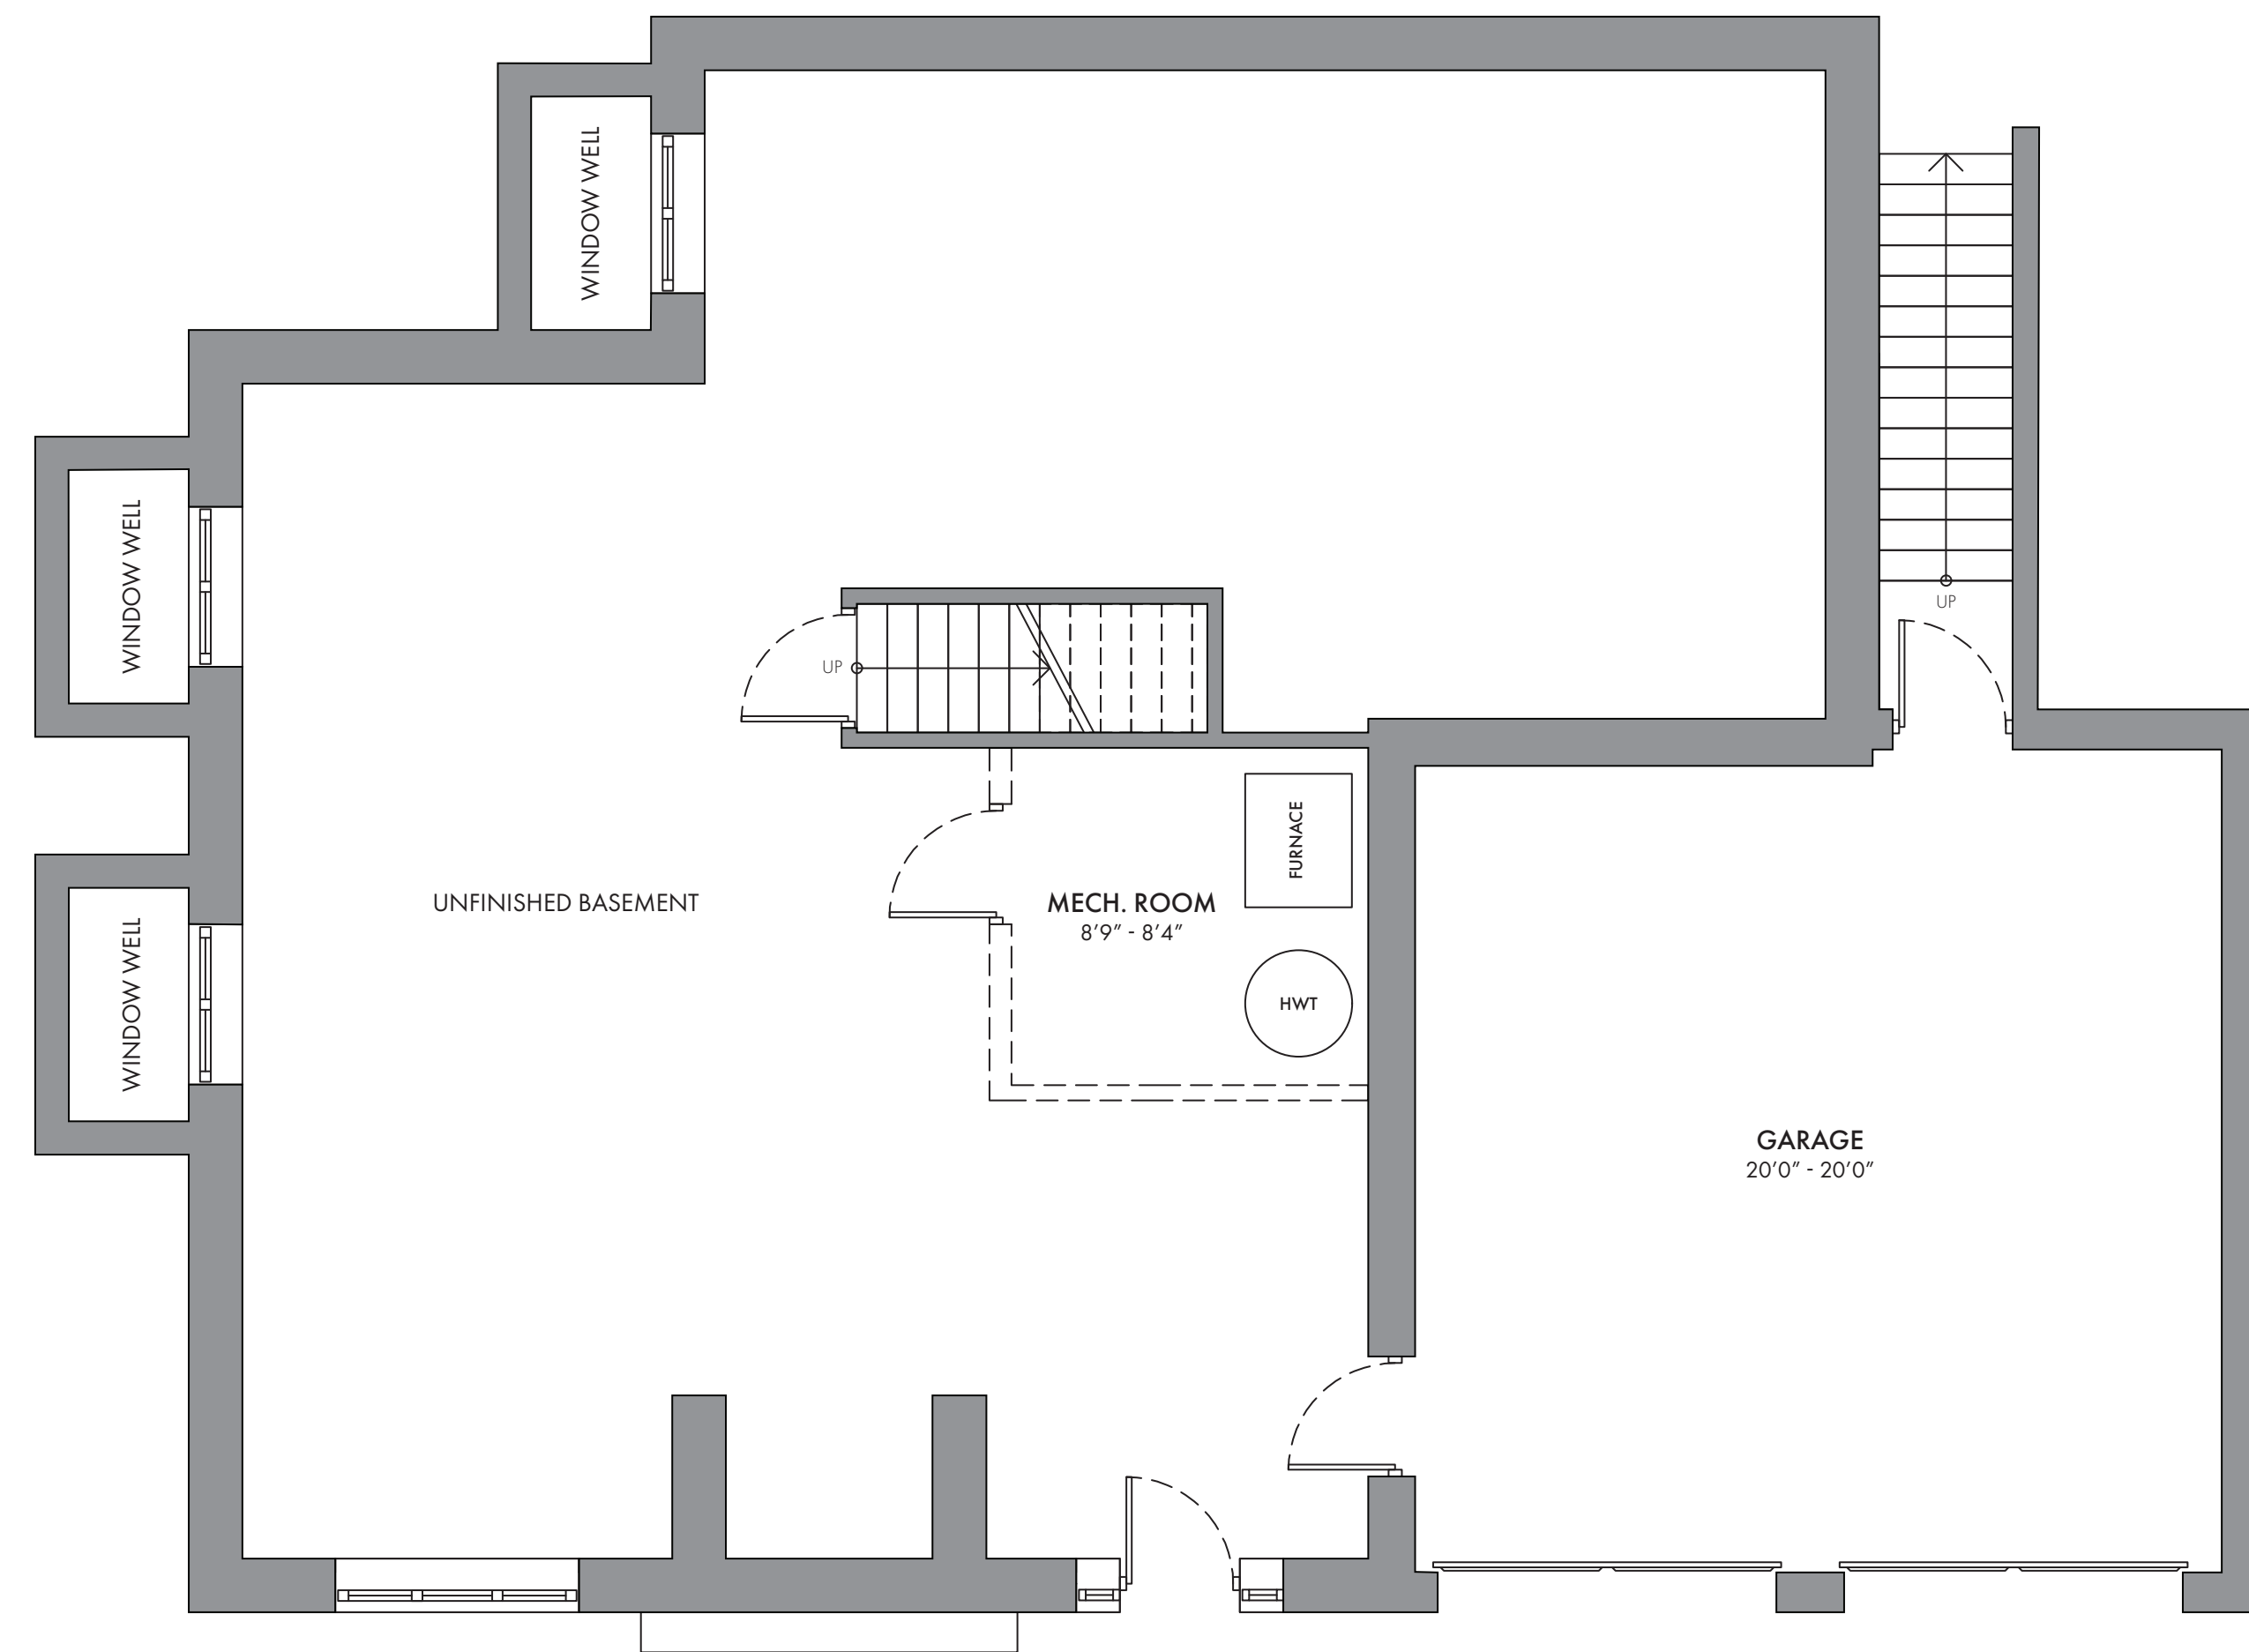 WINDOW WELL
WINDOW WELL
UP
UP
FURNACE
UNFINISHED BASEMENT
MECH. ROOM
8’9” - 8’4”
WINDOW WELL
HWT
GARAGE
20’0” - 20’0”